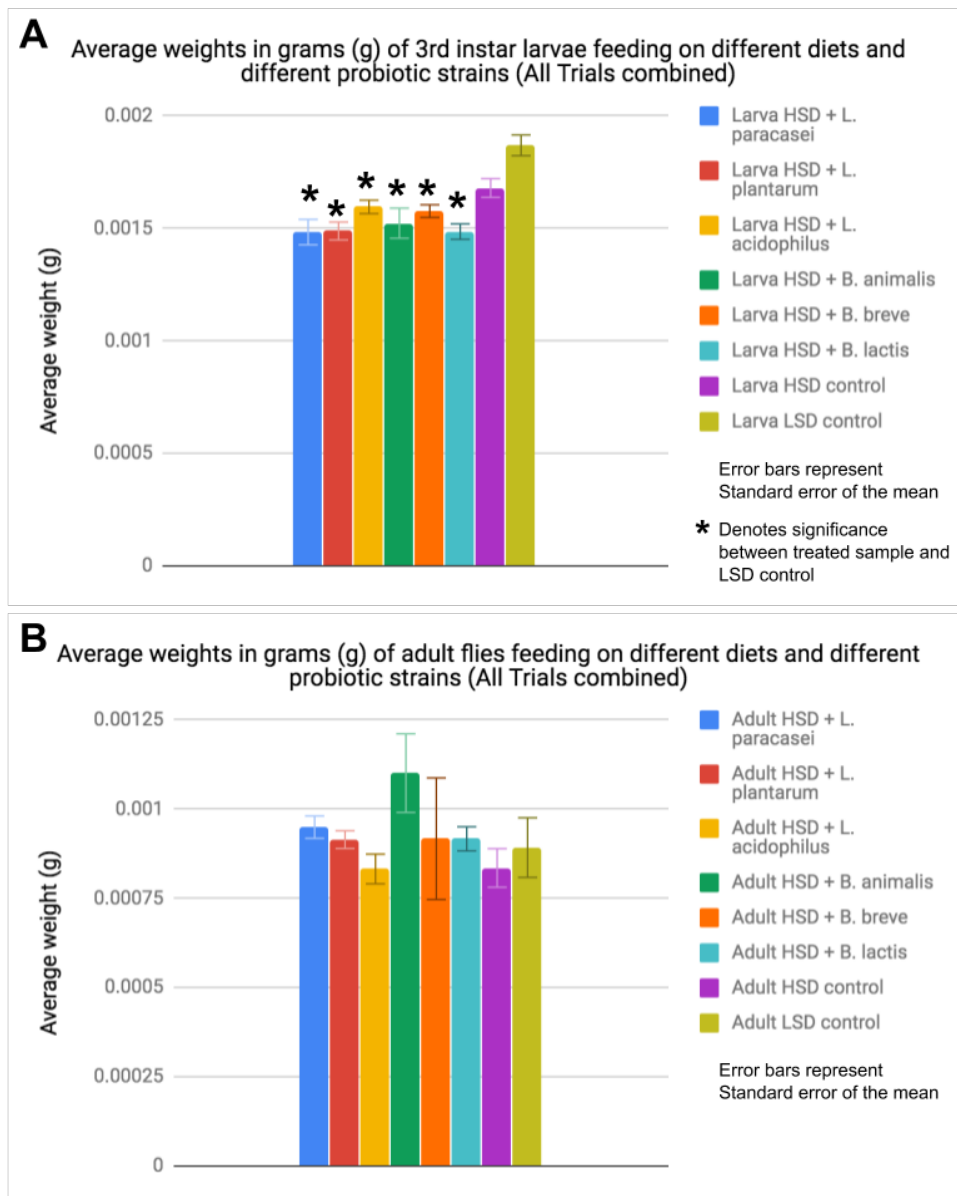 A
Average weights in grams (g) of 3rd instar larvae feeding on different diets and
different probiotic strains (All Trials combined)
0.002
0.0015
0.001
0.0005
0
Average weight (g)
* * * * * *
Larva HSD + L.
paracasei
Larva HSD + L.
plantarum
Larva HSD + L.
acidophilus
Larva HSD + B. animalis
Larva HSD + B. breve
Larva HSD + B. lactis
Larva HSD control
Larva LSD control
Error bars represent
Standard error of the mean
* Denotes significance
between treated sample and
LSD control
B
Average weights in grams (g) of adult flies feeding on different diets and different
probiotic strains (All Trials combined)
0.00125
0.001
0.00075
0.0005
0.00025
0
Average weight (g)
Adult HSD + L.
paracasei
Adult HSD + L.
plantarum
Adult HSD + L.
acidophilus
Adult HSD + B. animalis
Adult HSD + B. breve
Adult HSD + B. lactis
Adult HSD control
Adult LSD control
Error bars represent
Standard error of the mean